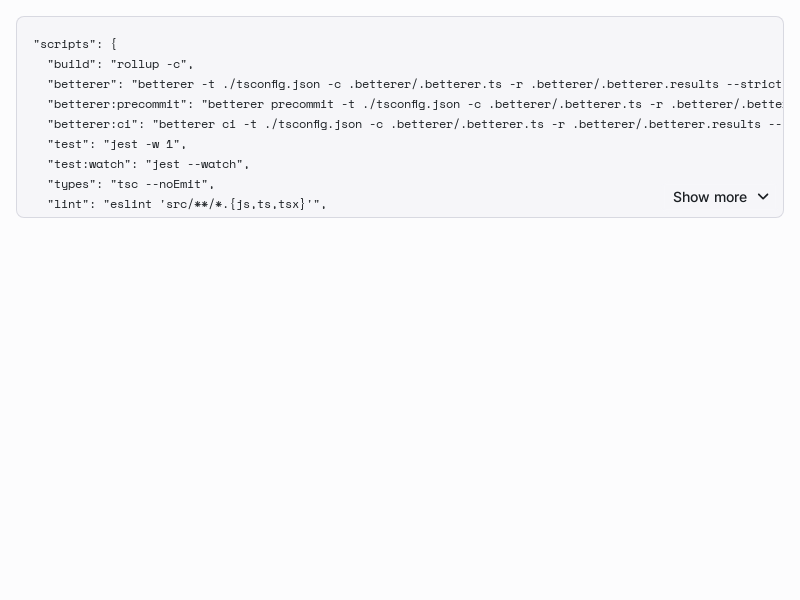 "scripts": {
"build": "rollup -c",
"betterer": "betterer -t ./tsconfig.json -c .betterer/.betterer.ts -r .betterer/.betterer.results --strict
"betterer:precommit": "betterer precommit -t ./tsconfig.json -c .betterer/.betterer.ts -r .betterer/.bette
"betterer:ci": "betterer ci -t ./tsconfig.json -c .betterer/.betterer.ts -r .betterer/.betterer.results --
"test": "jest -w 1",
"test:watch": "jest --watch",
"types": "tsc --noEmit",
"lint": "eslint 'src/**/*.{js,ts,tsx}'",
Show more